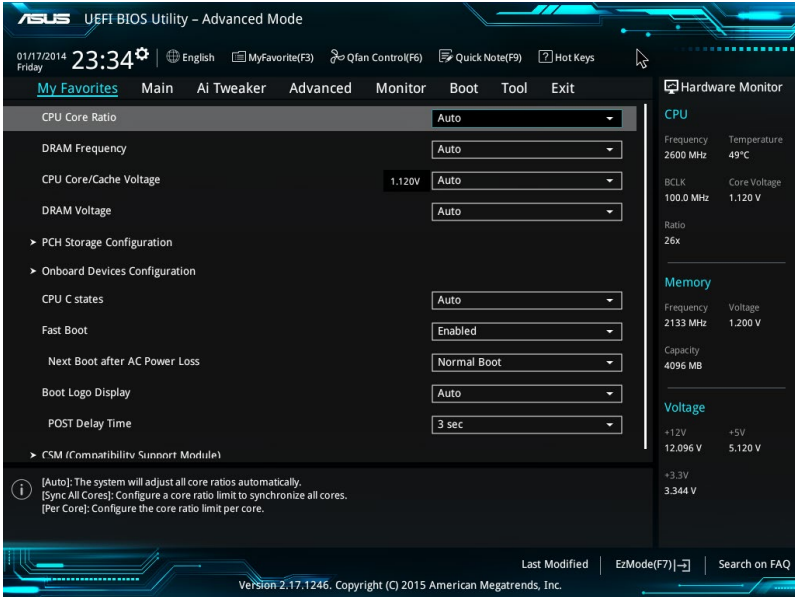 ASUS UEFI BIOS Utility – Advanced Mode
01/17/2014 Friday 23:34 English MyFavorite(F3) Qfan Control(F6) Quick Note(F9) ? Hot Keys
My Favorites Main Ai Tweaker Advanced Monitor Boot Tool Exit
CPU Core Ratio Auto
DRAM Frequency Auto
CPU Core/Cache Voltage 1.120V Auto
DRAM Voltage Auto
PCH Storage Configuration
Onboard Devices Configuration
CPU C states Auto
Fast Boot Enabled
Next Boot after AC Power Loss Normal Boot
Boot Logo Display Auto
POST Delay Time 3 sec
CSM (Compatibility Support Module)
[Auto]: The system will adjust all core ratios automatically.
[Sync All Cores]: Configure a core ratio limit to synchronize all cores.
[Per Core]: Configure the core ratio limit per core.
Hardware Monitor
CPU
Frequency Temperature
2600 MHz 49°C
BCLK Core Voltage
100.0 MHz 1.120 V
Ratio
26x
Memory
Frequency Voltage
2133 MHz 1.200 V
Capacity
4096 MB
Voltage
+12V +5V
12.096 V 5.120 V
+3.3V
3.344 V
Last Modified EzMode(F7) Search on FAQ
Version 2.17.1246. Copyright (C) 2015 American Megatrends, Inc.